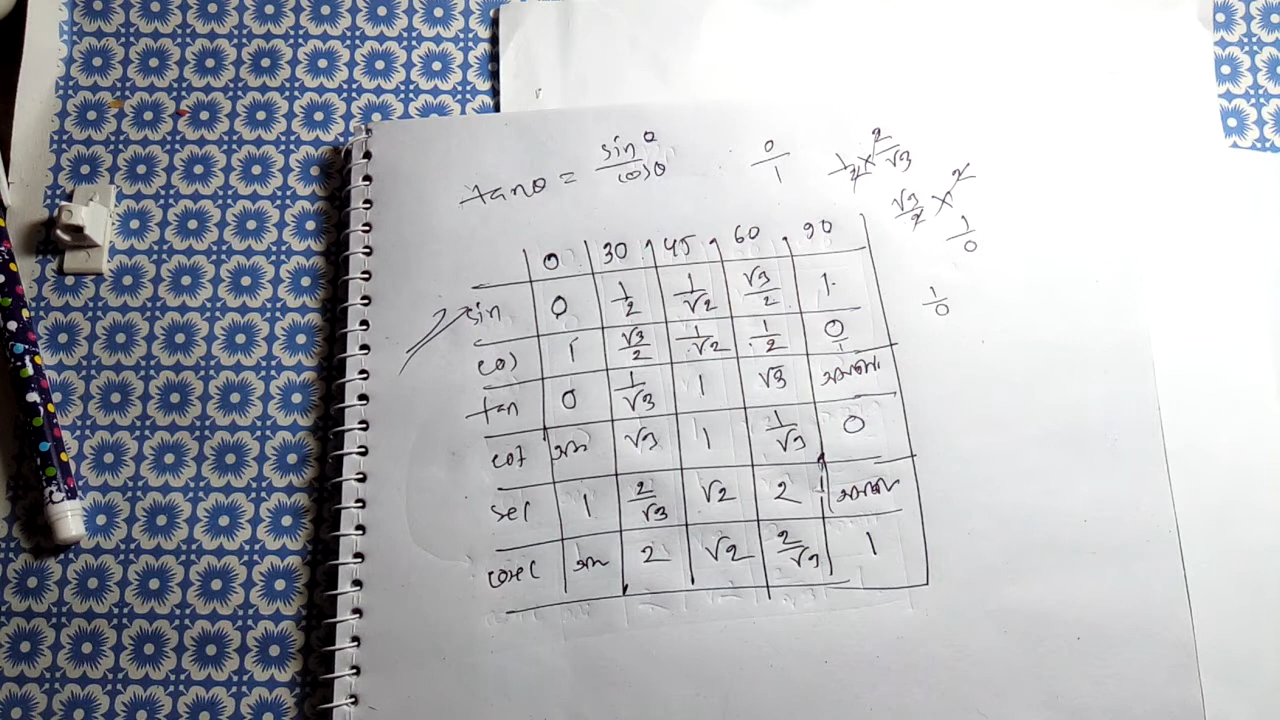 tanθ = sinθ/cosθ 0/1 1/2 × 2/√3
√3/2 × 2
1/0
1/0
0 30 45 60 90
sin 0 1/2 1/√2 √3/2 1
cos 1 √3/2 1/√2 1/2 0
tan 0 1/√3 1 √3
cot √3 1 1/√3 0
sec 1 2/√3 √2 2
cosec 2 √2 2/√3 1